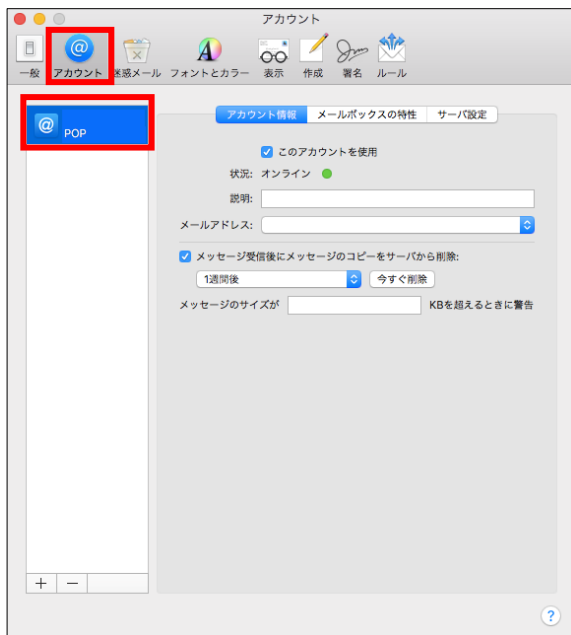 アカウント
一般 アカウント 迷惑メール フォントとカラー 表示 作成 署名 ルール
@ POP
アカウント情報 メールボックスの特性 サーバ設定
このアカウントを使用
状況: オンライン
説明:
メールアドレス:
メッセージ受信後にメッセージのコピーをサーバから削除:
1週間後 今すぐ削除
メッセージのサイズが KBを超えるときに警告
+ −
?